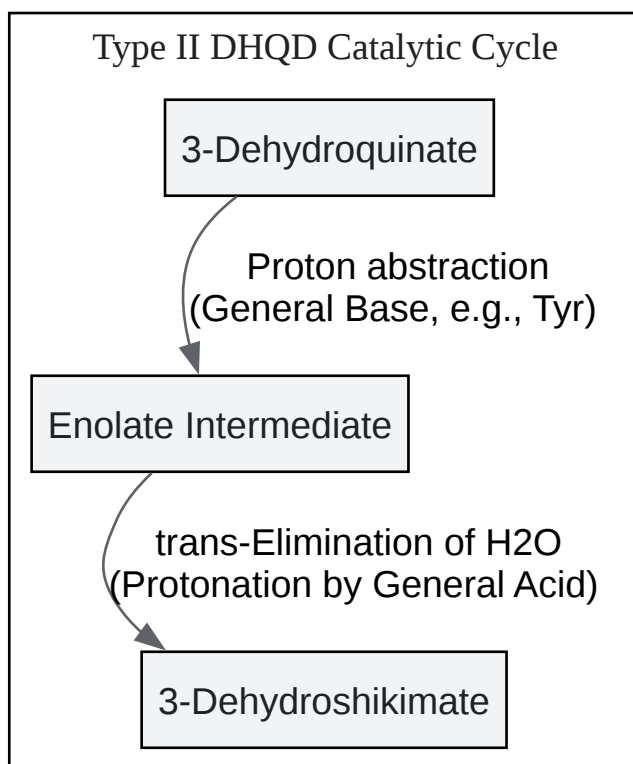 Type II DHQD Catalytic Cycle
3-Dehydroquinate
Proton abstraction
(General Base, e.g., Tyr)
Enolate Intermediate
trans-Elimination of H2O
(Protonation by General Acid)
3-Dehydroshikimate